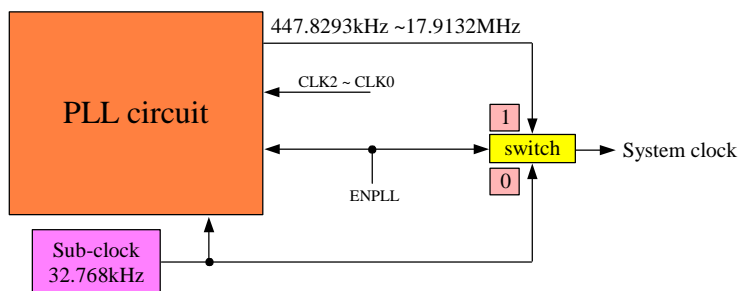 447.8293kHz ~17.9132MHz
CLK2 ~ CLK0
PLL circuit
1
switch
System clock
0
ENPLL
Sub-clock
32.768kHz